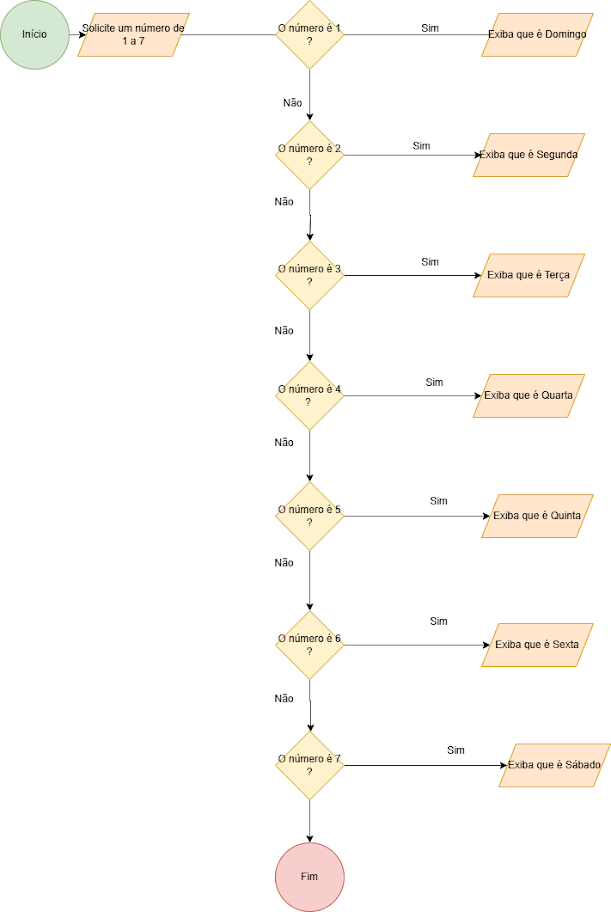 Início
Solicite um número de
1 a 7
O número é 1
?
Sim
Exiba que é Domingo
Não
O número é 2
?
Sim
Exiba que é Segunda
Não
O número é 3
?
Sim
Exiba que é Terça
Não
O número é 4
?
Sim
Exiba que é Quarta
Não
O número é 5
?
Sim
Exiba que é Quinta
Não
O número é 6
?
Sim
Exiba que é Sexta
Não
O número é 7
?
Sim
Exiba que é Sábado
Fim